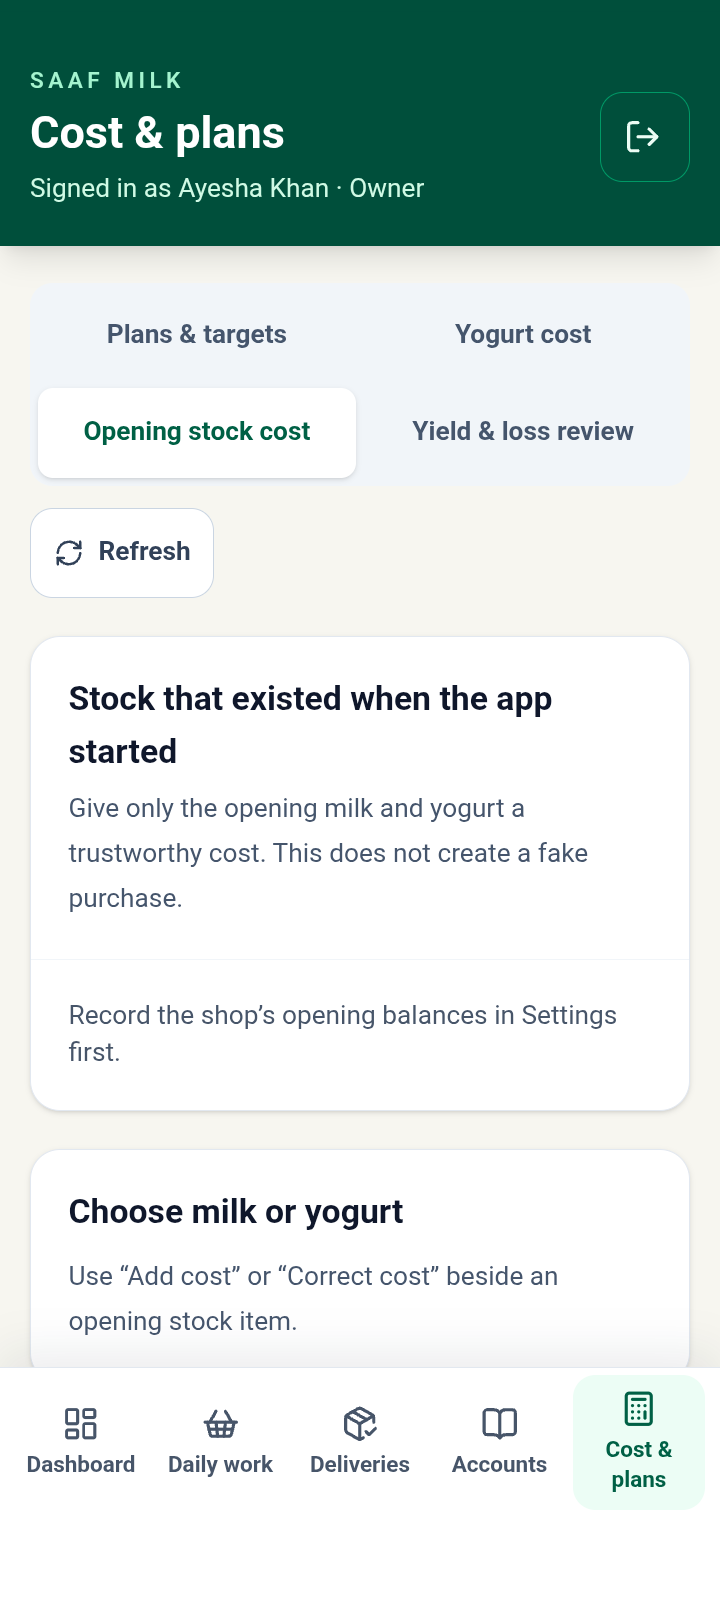 SAAF MILK
Cost & plans
Signed in as Ayesha Khan · Owner
Plans & targets
Yogurt cost
Opening stock cost
Yield & loss review
Refresh
Stock that existed when the app
started
Give only the opening milk and yogurt a
trustworthy cost. This does not create a fake
purchase.
Record the shop’s opening balances in Settings
first.
Choose milk or yogurt
Use “Add cost” or “Correct cost” beside an
opening stock item.
Dashboard
Daily work
Deliveries
Accounts
Cost &
plans